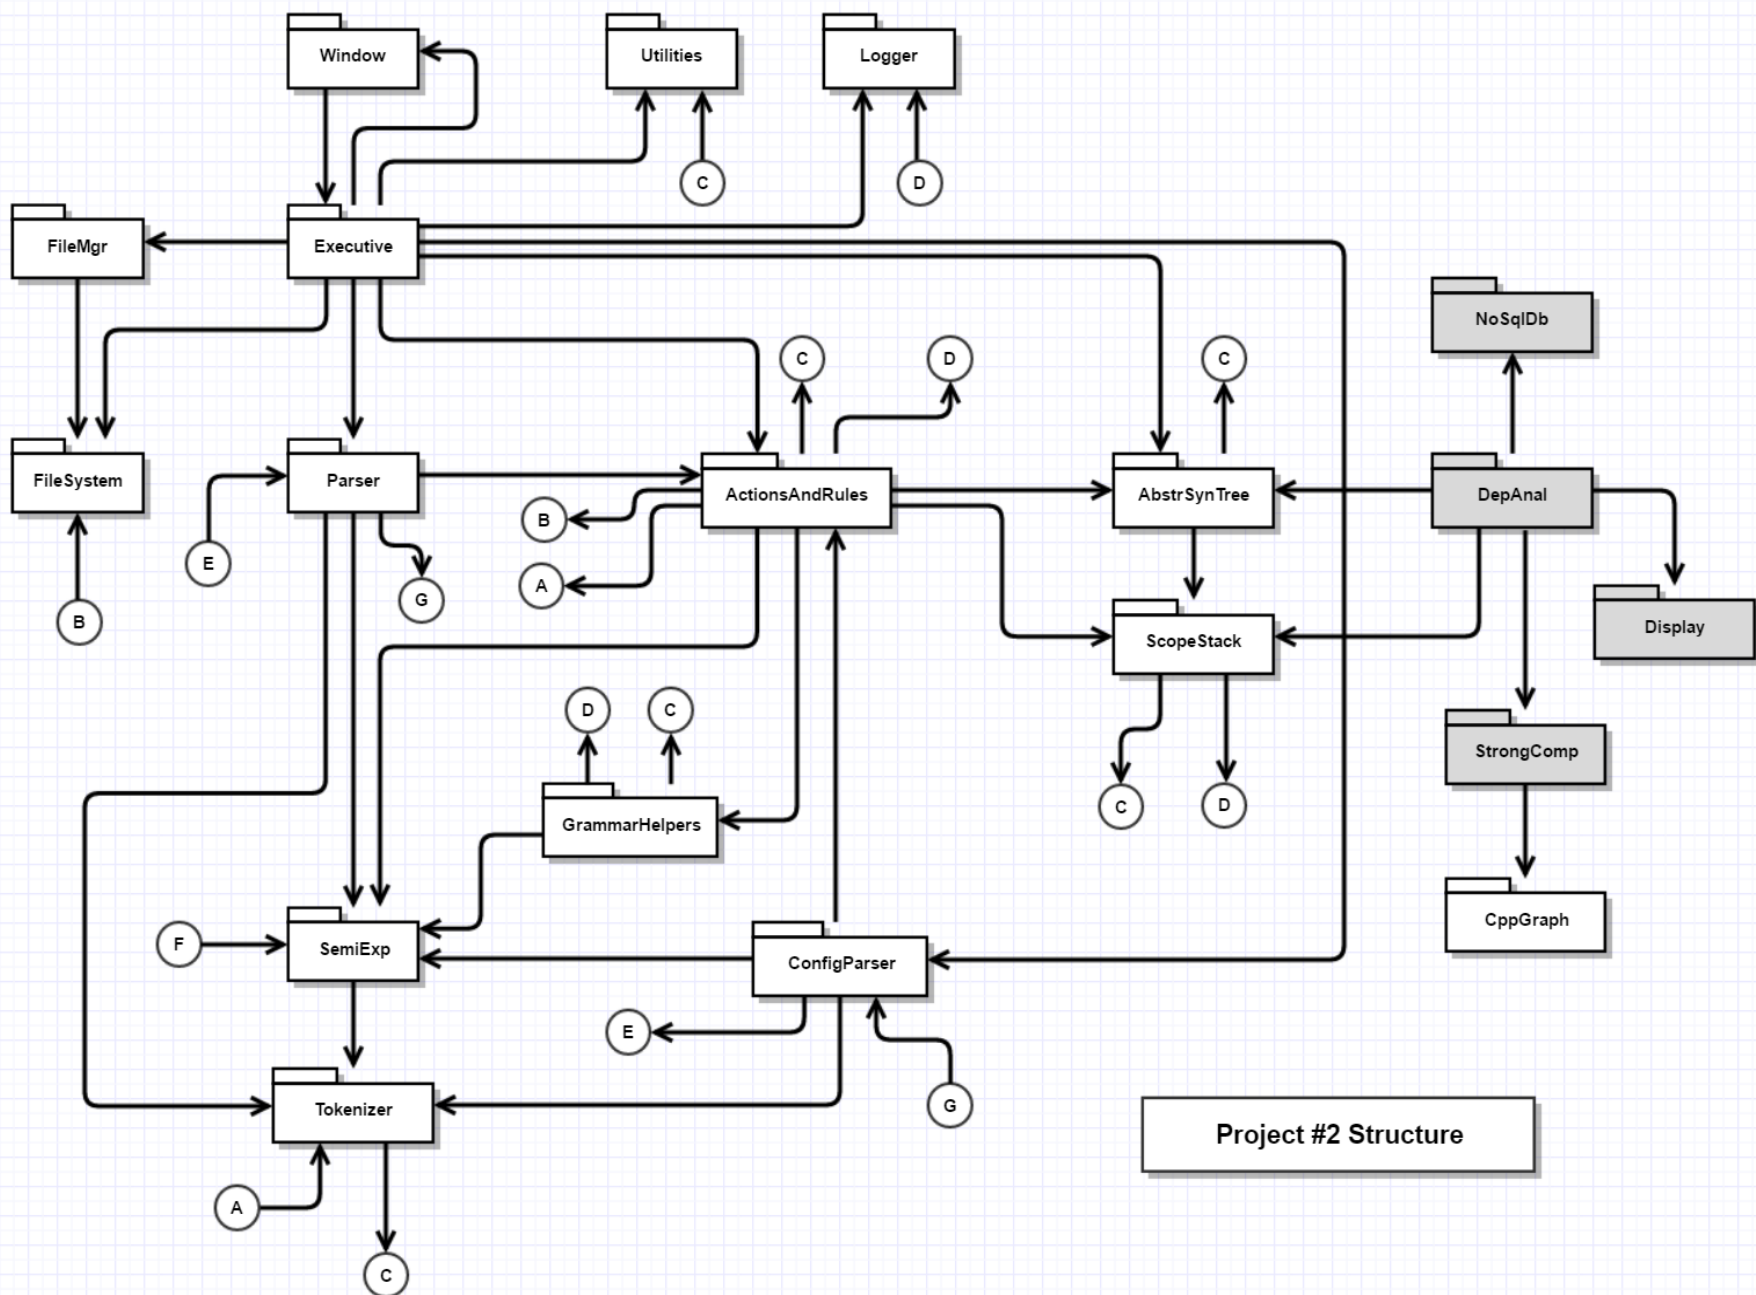 Window
Utilities
Logger
C
D
FileMgr
Executive
NoSqlDb
C
D
C
FileSystem
Parser
ActionsAndRules
AbstrSynTree
DepAnal
B
E
A
G
B
ScopeStack
Display
D
C
StrongComp
C
D
GrammarHelpers
CppGraph
F
SemiExp
ConfigParser
E
Tokenizer
G
Project #2 Structure
A
C